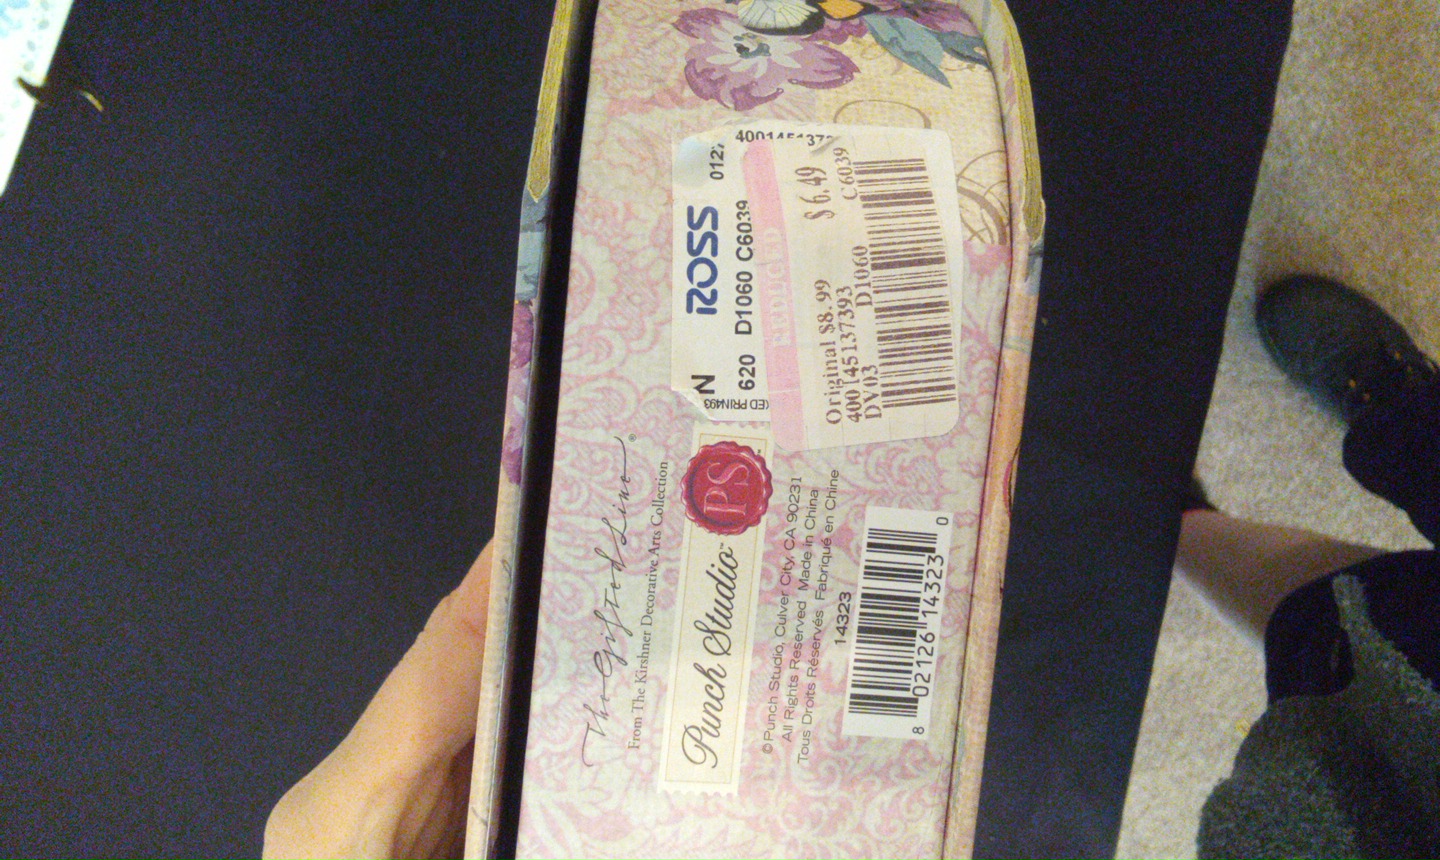 The Gifted Line®
From The Kirshner Decorative Arts Collection
Punch Studio™
PS™
©Punch Studio, Culver City, CA 90231
All Rights Reserved Made in China
Tous Droits Réservés Fabriqué en Chine
14323
8 02126 14323 0
ROSS
N
620 D1060 C6039
REDUCED
$6.49
Original $8.99
400145137393 C6039
DV03 D1060